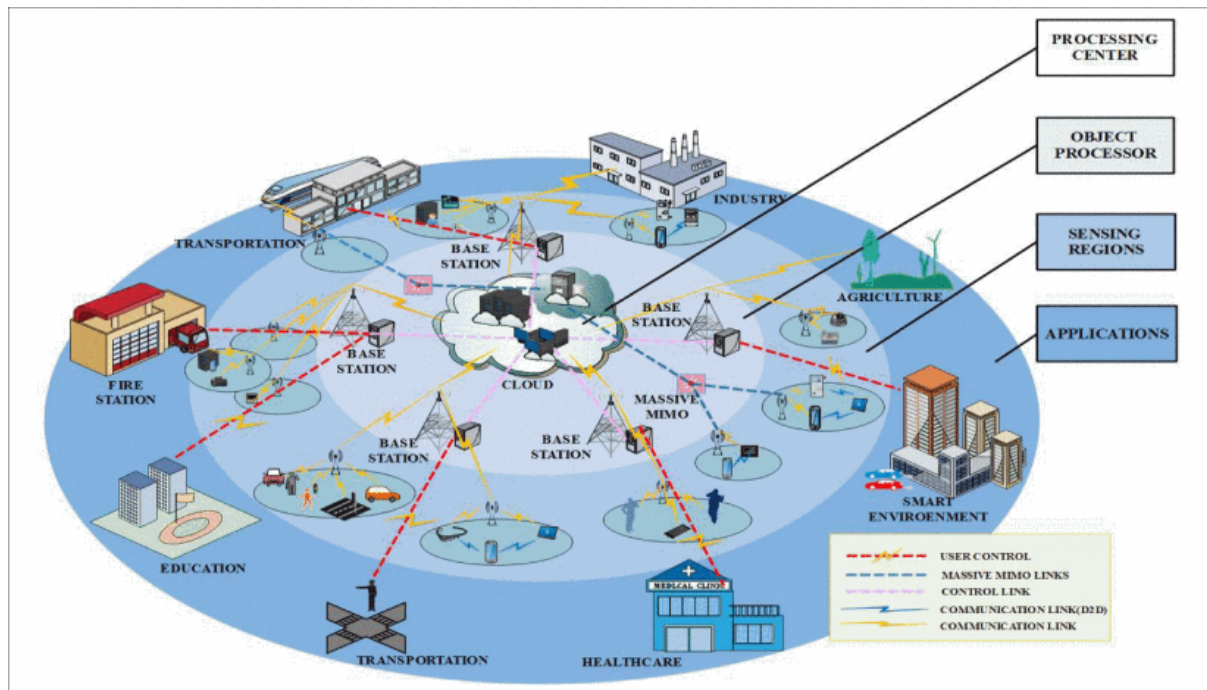 PROCESSING
CENTER
OBJECT
PROCESSOR
SENSING
REGIONS
APPLICATIONS
INDUSTRY
TRANSPORTATION
BASE
STATION
AGRICULTURE
BASE
STATION
BASE
STATION
FIRE
STATION
CLOUD
MASSIVE
MIMO
BASE
STATION
BASE
STATION
SMART
ENVIROENMENT
EDUCATION
MEDICAL CLINIC
TRANSPORTATION
HEALTHCARE
USER CONTROL
MASSIVE MIMO LINKS
CONTROL LINK
COMMUNICATION LINK(D2D)
COMMUNICATION LINK